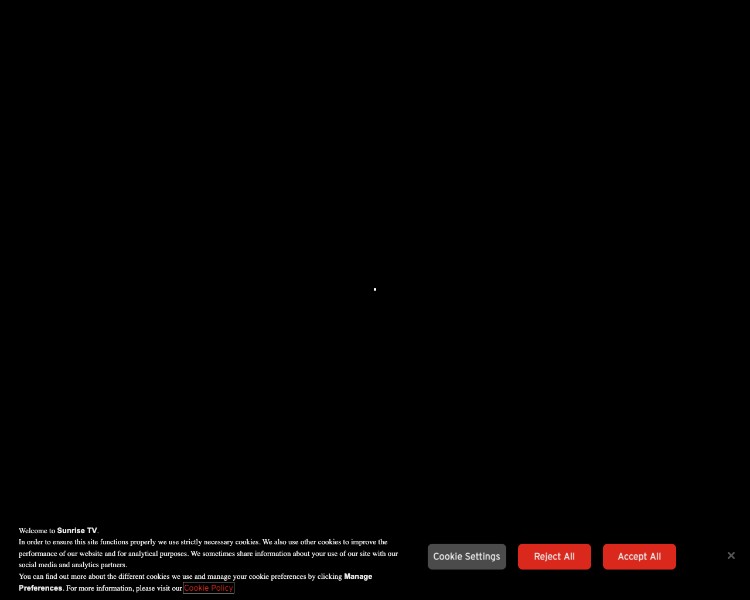 Welcome to Sunrise TV.
In order to ensure this site functions properly we use strictly necessary cookies. We also use other cookies to improve the
performance of our website and for analytical purposes. We sometimes share information about your use of our site with our
social media and analytics partners.
You can find out more about the different cookies we use and manage your cookie preferences by clicking Manage
Preferences. For more information, please visit our Cookie Policy
Cookie Settings
Reject All
Accept All